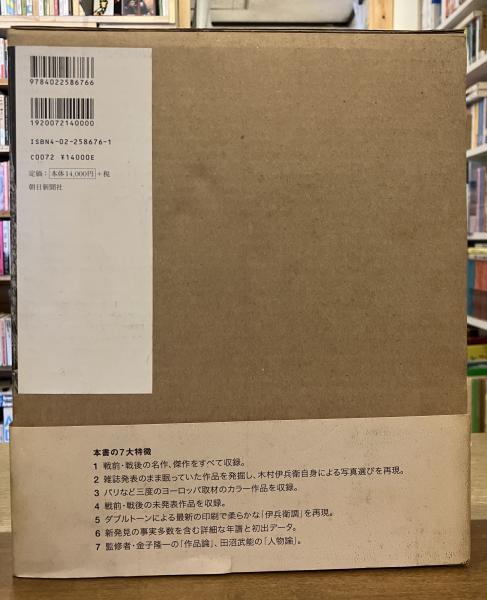 9784022586766
1920072140000
ISBN4-02-258676-1
C0072 ¥14000E
定価：本体14,000円＋税
朝日新聞社
本書の7大特徴
1 戦前・戦後の名作、傑作をすべて収録。
2 雑誌発表のまま眠っていた作品を発掘し、木村伊兵衛自身による写真選びを再現。
3 パリなど三度のヨーロッパ取材のカラー作品を収録。
4 戦前・戦後の未発表作品を収録。
5 ダブルトーンによる最新の印刷で柔らかな「伊兵衛調」を再現。
6 新発見の事実多数を含む詳細な年譜と初出データ。
7 監修者・金子隆一の「作品論」、田沼武能の「人物論」。